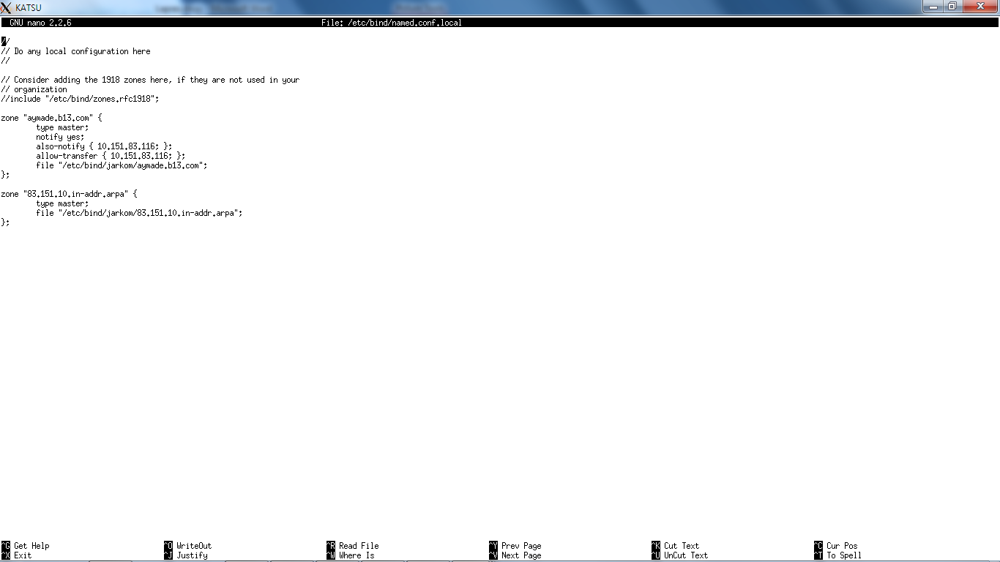 KATSU
GNU nano 2.2.6 File: /etc/bind/named.conf.local
//
// Do any local configuration here
//
// Consider adding the 1918 zones here, if they are not used in your
// organization
//include "/etc/bind/zones.rfc1918";
zone "aymade.b13.com" {
        type master;
        notify yes;
        also-notify { 10.151.83.116; };
        allow-transfer { 10.151.83.116; };
        file "/etc/bind/jarkom/aymade.b13.com";
};
zone "83.151.10.in-addr.arpa" {
        type master;
        file "/etc/bind/jarkom/83.151.10.in-addr.arpa";
};
^G Get Help ^O WriteOut ^R Read File ^Y Prev Page ^K Cut Text ^C Cur Pos
^X Exit ^J Justify ^W Where Is ^V Next Page ^U UnCut Text ^T To Spell